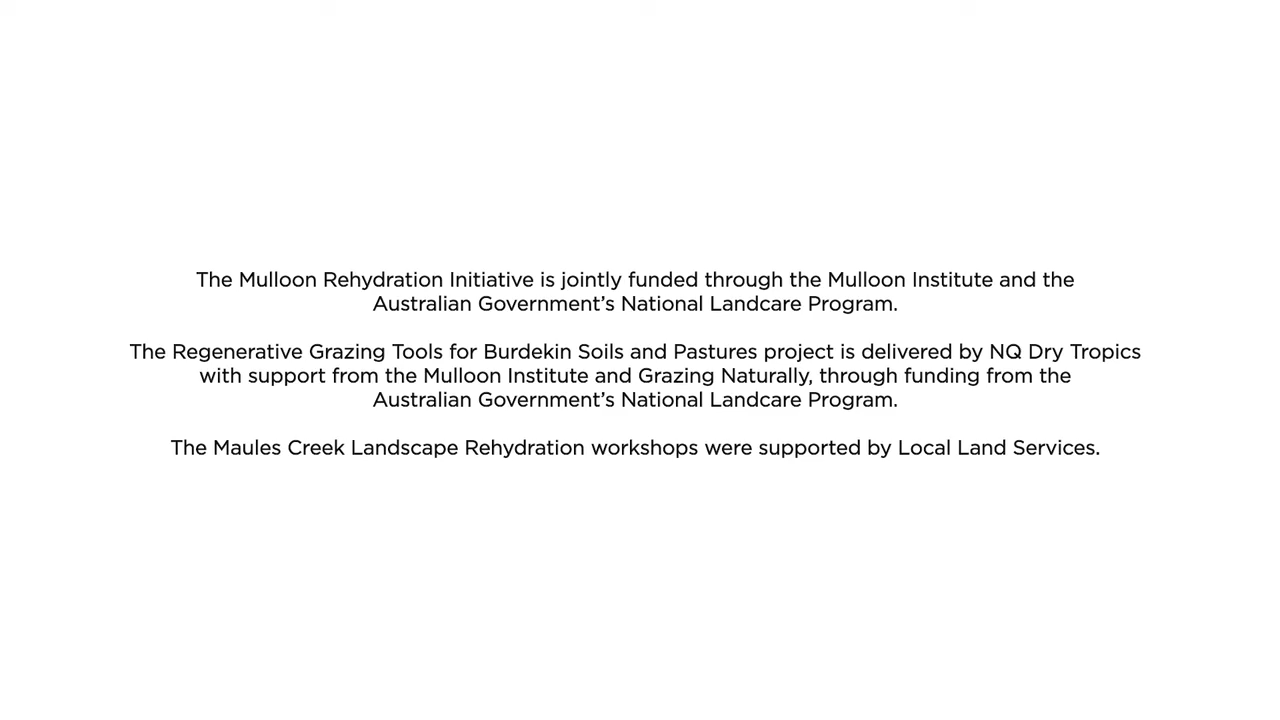 The Mulloon Rehydration Initiative is jointly funded through the Mulloon Institute and the
Australian Government’s National Landcare Program.
The Regenerative Grazing Tools for Burdekin Soils and Pastures project is delivered by NQ Dry Tropics
with support from the Mulloon Institute and Grazing Naturally, through funding from the
Australian Government’s National Landcare Program.
The Maules Creek Landscape Rehydration workshops were supported by Local Land Services.